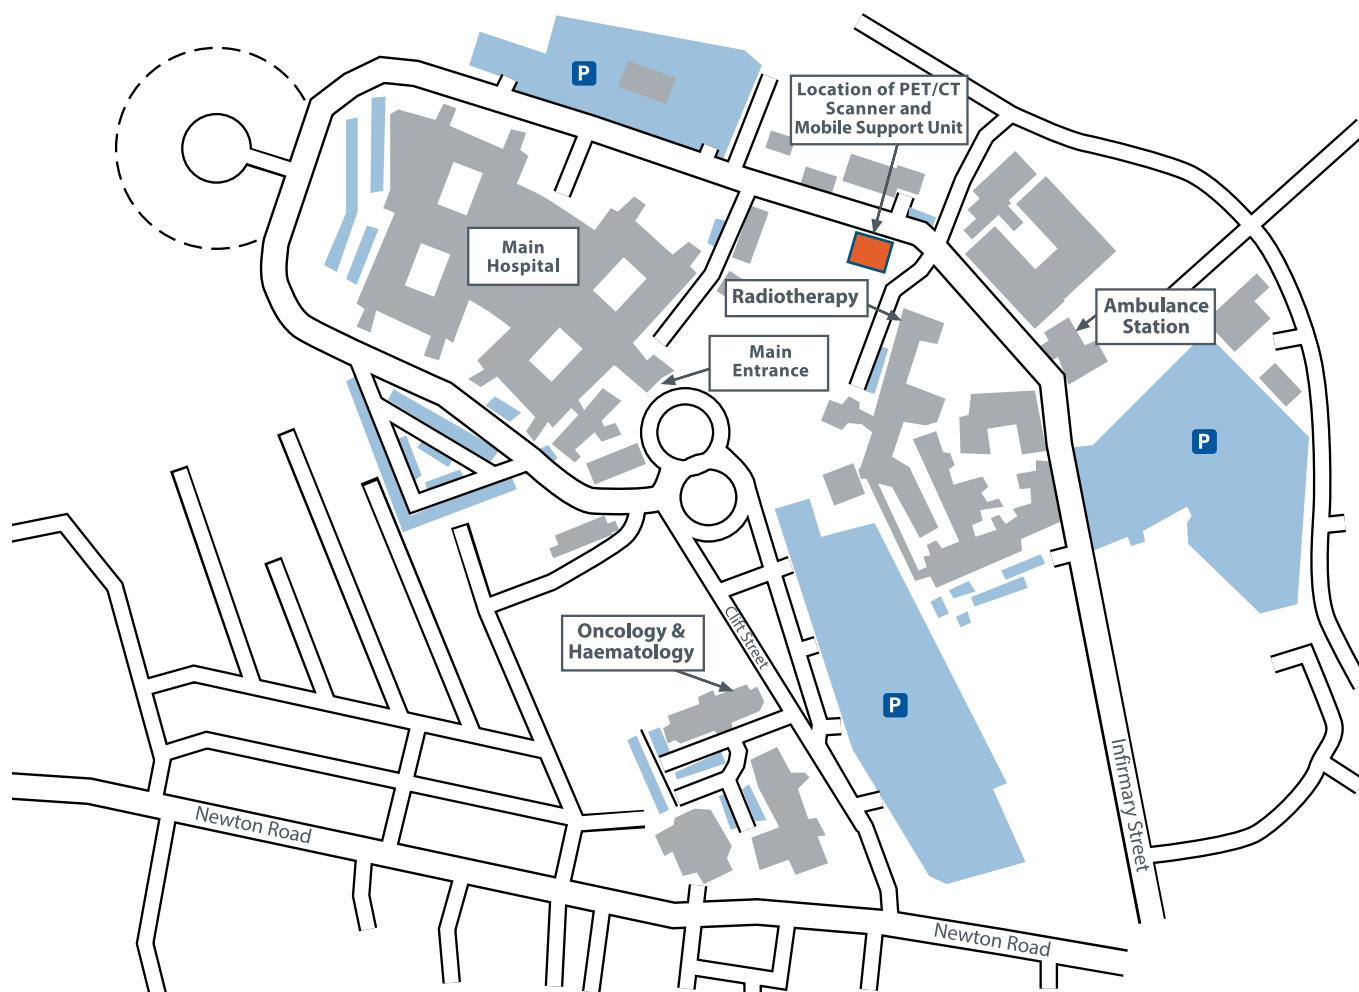 P
Location of PET/CT
Scanner and
Mobile Support Unit
Main
Hospital
Radiotherapy
Ambulance
Station
Main
Entrance
P
Oncology &
Haematology
Clift Street
P
Infirmary Street
Newton Road
Newton Road